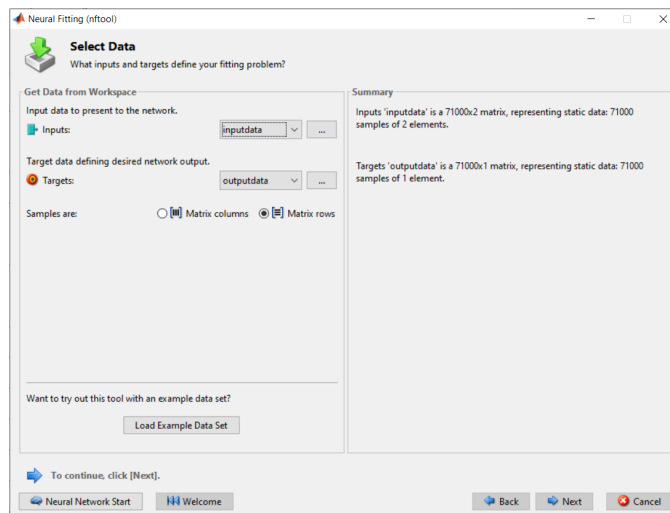 Neural Fitting (nftool)
Select Data
What inputs and targets define your fitting problem?
Get Data from Workspace
Input data to present to the network.
Inputs: inputdata ...
Target data defining desired network output.
Targets: outputdata ...
Samples are: Matrix columns Matrix rows
Want to try out this tool with an example data set?
Load Example Data Set
Summary
Inputs 'inputdata' is a 71000x2 matrix, representing static data: 71000
samples of 2 elements.
Targets 'outputdata' is a 71000x1 matrix, representing static data: 71000
samples of 1 element.
To continue, click [Next].
Neural Network Start Welcome Back Next Cancel